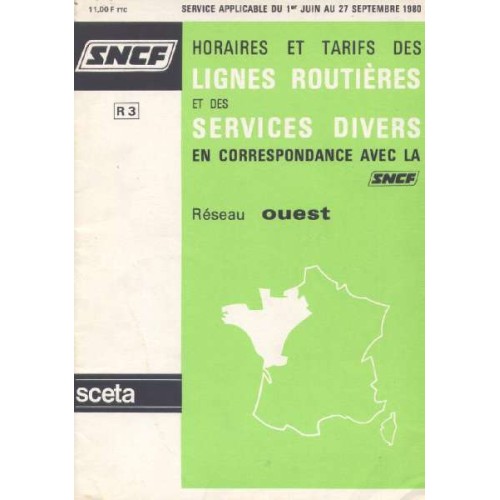 11,00 F TTC
SERVICE APPLICABLE DU 1er JUIN AU 27 SEPTEMBRE 1980
SNCF
R 3
HORAIRES ET TARIFS DES
LIGNES ROUTIÈRES
ET DES
SERVICES DIVERS
EN CORRESPONDANCE AVEC LA
SNCF
Réseau ouest
sceta